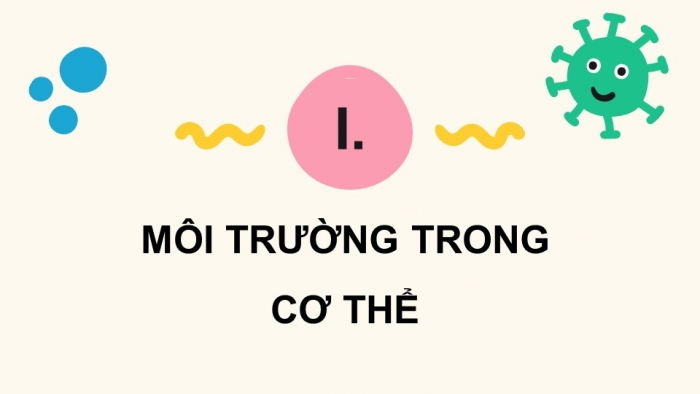 I.
MÔI TRƯỜNG TRONG
CƠ THỂ